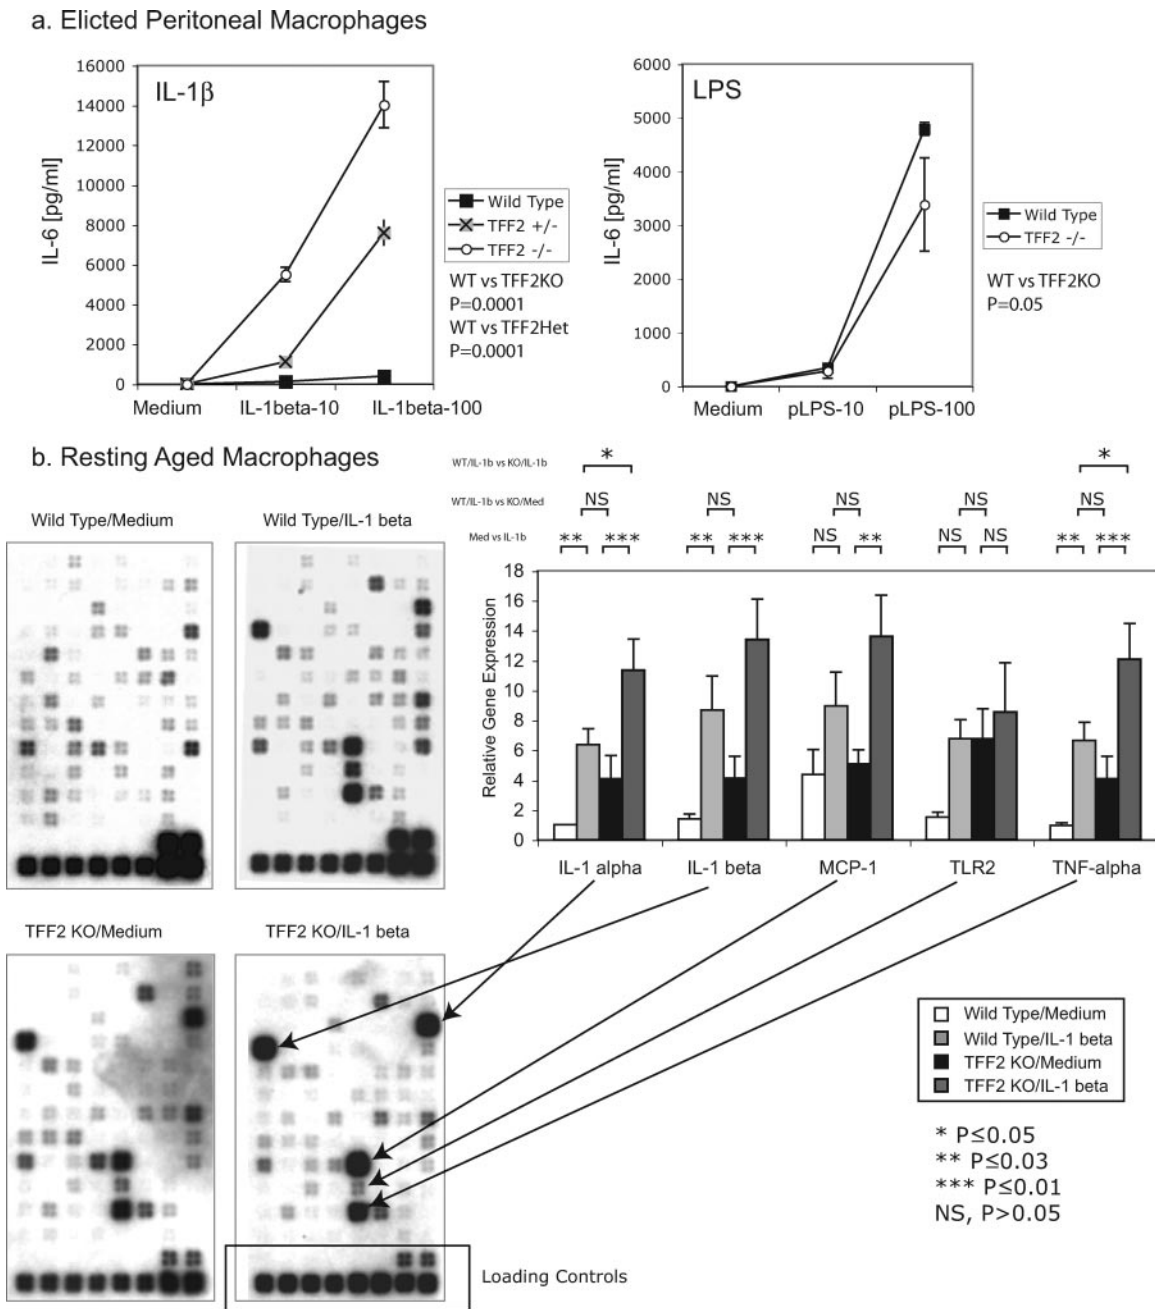 a. Elicted Peritoneal Macrophages
IL-1β
IL-6 [pg/ml]
16000
14000
12000
10000
8000
6000
4000
2000
0
Medium
IL-1beta-10
IL-1beta-100
Wild Type
TFF2 +/-
TFF2 -/-
WT vs TFF2KO
P=0.0001
WT vs TFF2Het
P=0.0001
LPS
IL-6 [pg/ml]
6000
5000
4000
3000
2000
1000
0
Medium
pLPS-10
pLPS-100
Wild Type
TFF2 -/-
WT vs TFF2KO
P=0.05
b. Resting Aged Macrophages
Wild Type/Medium
Wild Type/IL-1 beta
TFF2 KO/Medium
TFF2 KO/IL-1 beta
Loading Controls
WT/IL-1b vs KO/IL-1b
* *
WT/IL-1b vs KO/Med
NS NS NS NS NS
Med vs IL-1b
** *** ** *** NS ** NS NS ** ***
Relative Gene Expression
18
16
14
12
10
8
6
4
2
0
IL-1 alpha
IL-1 beta
MCP-1
TLR2
TNF-alpha
Wild Type/Medium
Wild Type/IL-1 beta
TFF2 KO/Medium
TFF2 KO/IL-1 beta
* P≤0.05
** P≤0.03
*** P≤0.01
NS, P>0.05